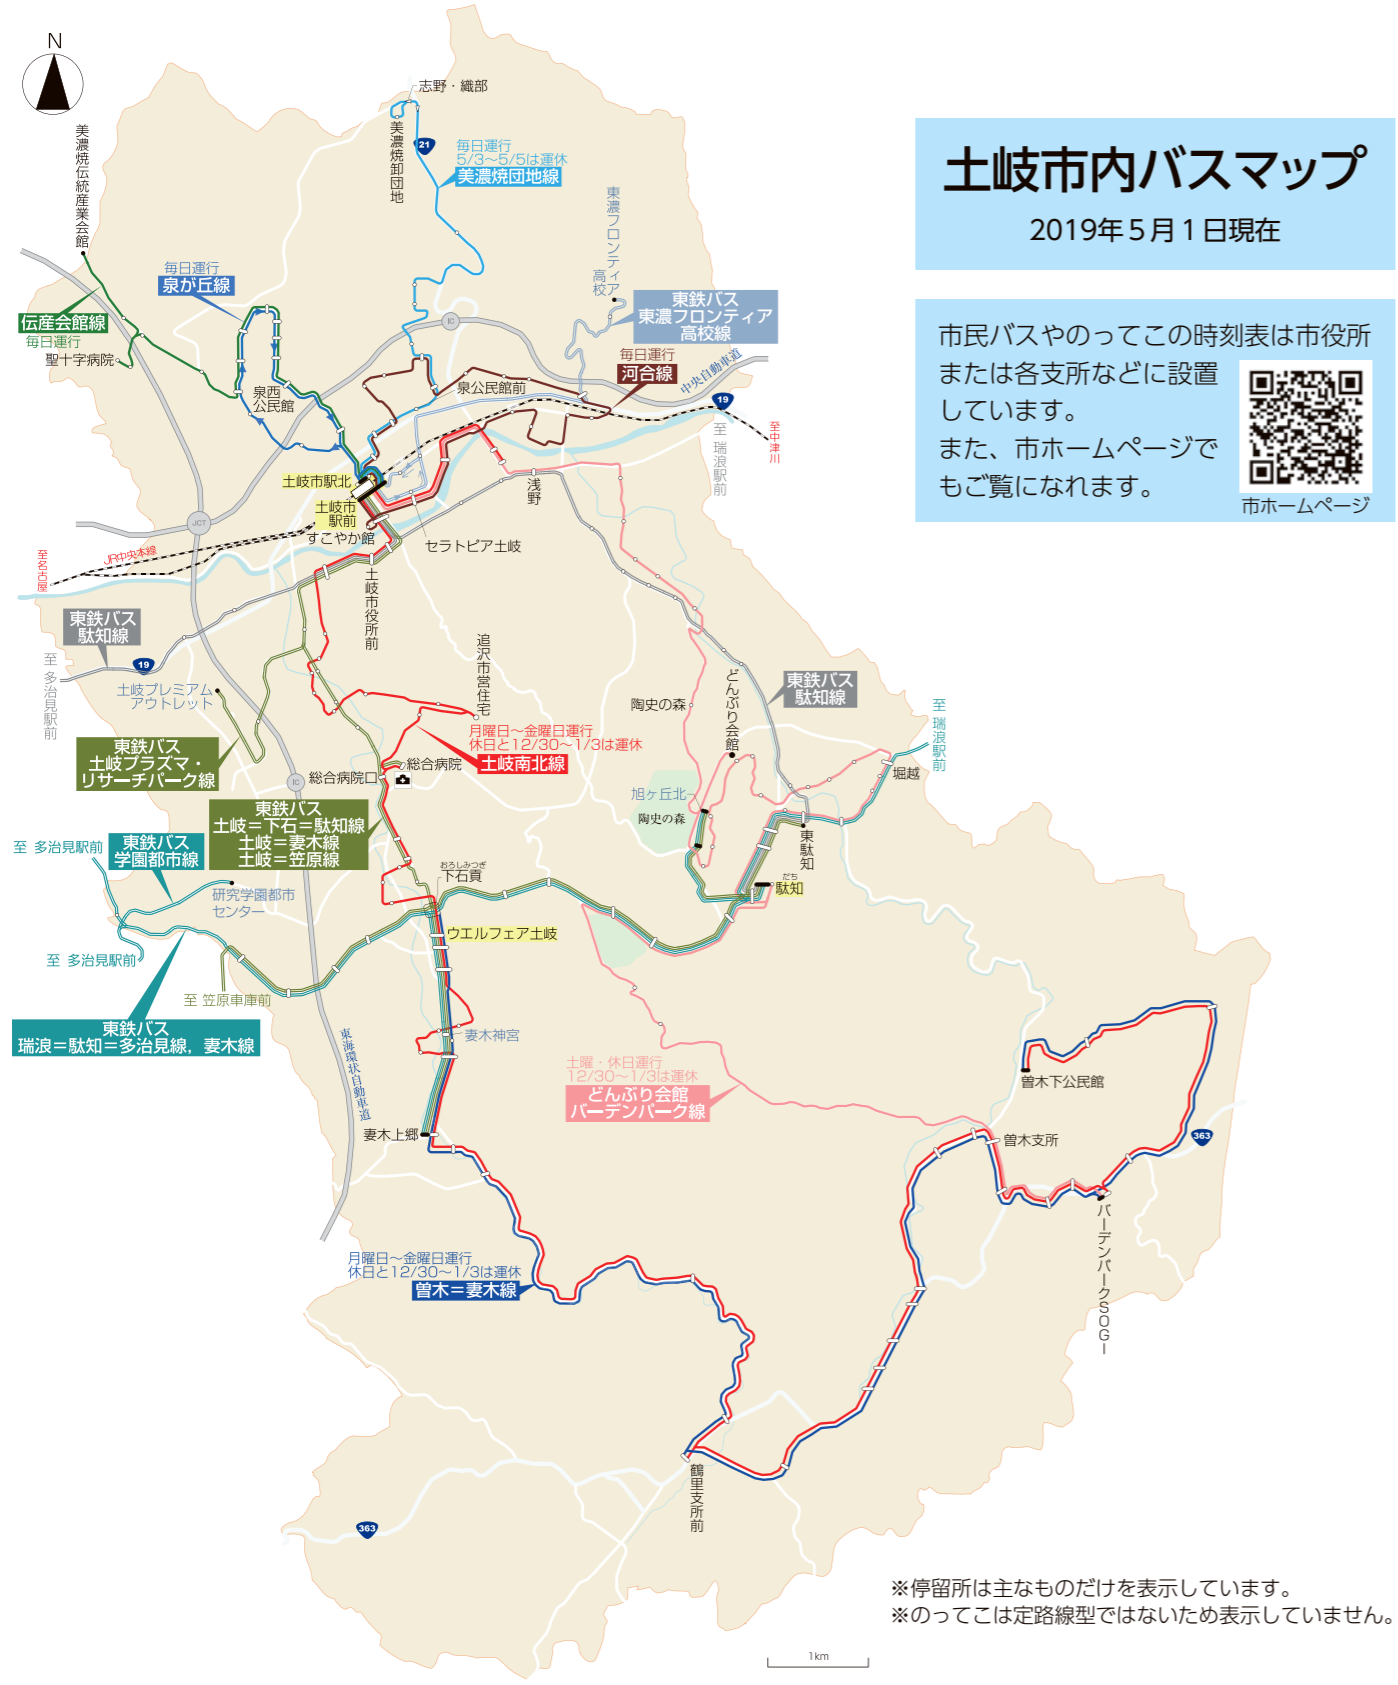 土岐市内バスマップ
2019年5月1日現在
市民バスやのってこの時刻表は市役所
または各支所などに設置
しています。
また、市ホームページで
もご覧になれます。
市ホームページ
N
志野・織部
美濃焼卸団地
21
毎日運行
5/3～5/5は運休
美濃焼団地線
美濃焼伝統産業会館
東濃フロンティア
高校
毎日運行
泉が丘線
伝産会館線
毎日運行
聖十字病院
東鉄バス
東濃フロンティア
高校線
毎日運行
河合線
中央自動車道
IC
泉西
公民館
泉公民館前
19
至 瑞浪駅前
至中津川
土岐市駅北
土岐市
駅前
すこやか館
浅野
セラトピア土岐
JCT
JR中央本線
至名古屋
土岐市役所前
東鉄バス
駄知線
19
至 多治見駅前
追沢市営住宅
土岐プレミアム
アウトレット
東鉄バス
土岐プラズマ・
リサーチパーク線
月曜日～金曜日運行
休日と12/30～1/3は運休
土岐南北線
陶史の森
どんぶり会館
東鉄バス
駄知線
至 瑞浪駅前
堀越
総合病院口
総合病院
IC
旭ヶ丘北
陶史の森
東駄知
だち
駄知
東鉄バス
土岐＝下石＝駄知線
土岐＝妻木線
土岐＝笠原線
至 多治見駅前
東鉄バス
学園都市線
おろしみつぎ
下石貢
研究学園都市
センター
ウエルフェア土岐
至 多治見駅前
至 笠原車庫前
東鉄バス
瑞浪＝駄知＝多治見線，妻木線
東海環状自動車道
妻木神宮
土曜・休日運行
12/30～1/3は運休
どんぶり会館
バーデンパーク線
曽木下公民館
妻木上郷
曽木支所
363
バーデンパークSOGI
月曜日～金曜日運行
休日と12/30～1/3は運休
曽木＝妻木線
鶴里支所前
363
※停留所は主なものだけを表示しています。
※のってこは定路線型ではないため表示していません。
1km